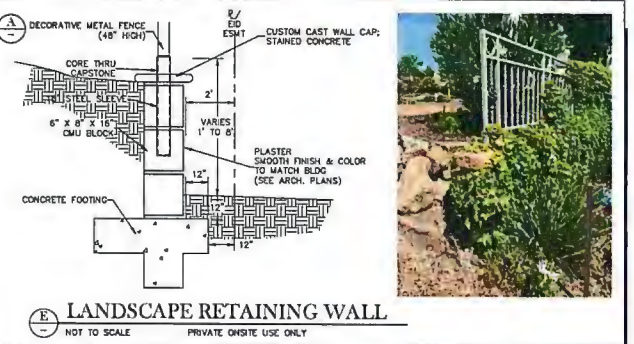 A
DECORATIVE METAL FENCE
(48" HIGH)
CORE THRU
CAPSTONE
STEEL SLEEVE
6" X 8" X 16"
CMU BLOCK
CONCRETE FOOTING
P/
EID
ESMT
CUSTOM CAST WALL CAP;
STAINED CONCRETE
2'
VARIES
1' TO 8'
PLASTER
SMOOTH FINISH & COLOR
TO MATCH BLDG
(SEE ARCH. PLANS)
12"
12"
12"
E
LANDSCAPE RETAINING WALL
NOT TO SCALE PRIVATE ONSITE USE ONLY